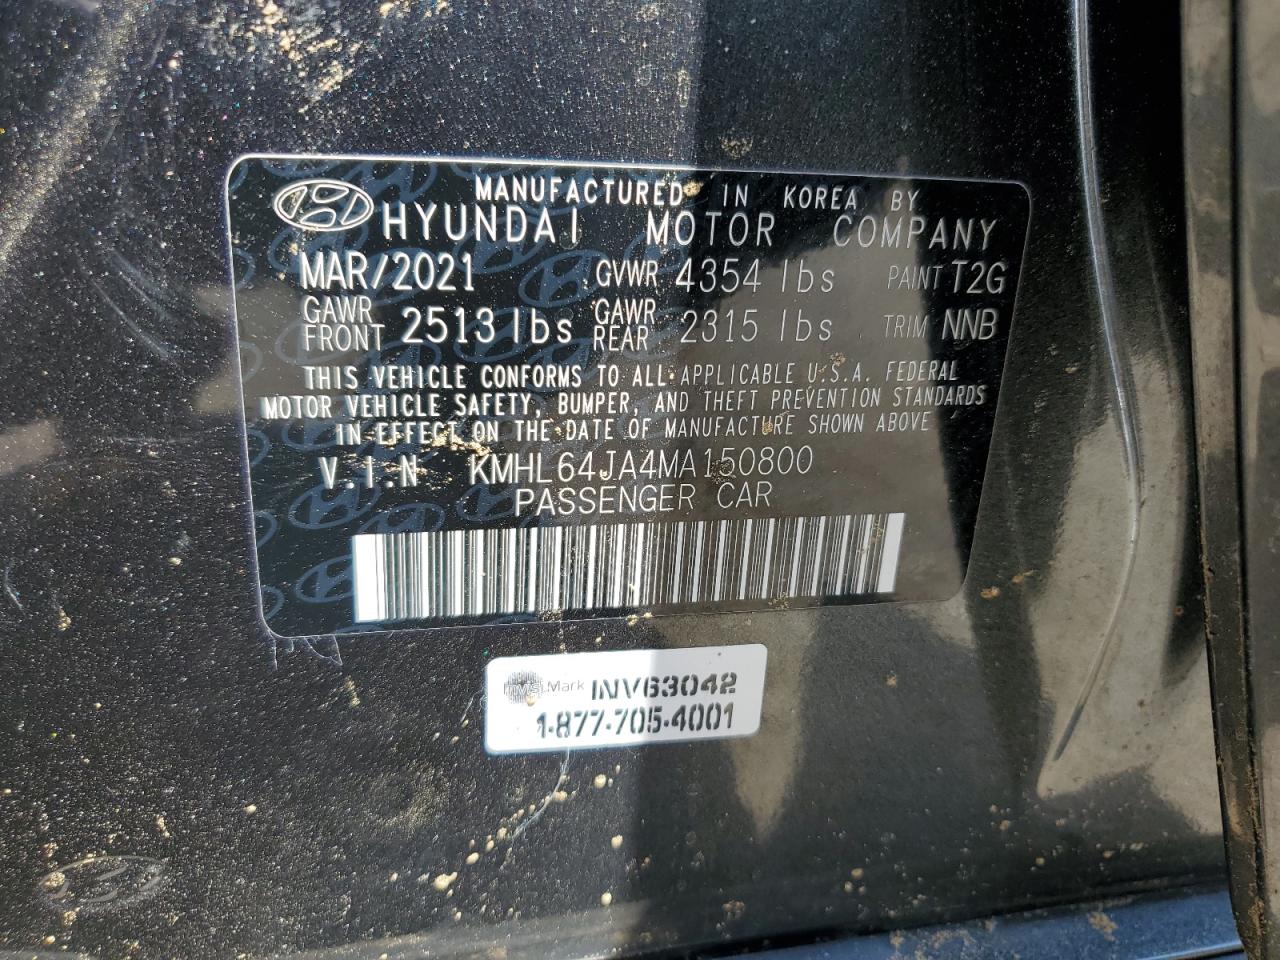 MANUFACTURED IN KOREA BY
HYUNDAI MOTOR COMPANY
MAR/2021 GVWR 4354 lbs PAINT T2G
GAWR FRONT 2513 lbs GAWR REAR 2315 lbs TRIM NNB
THIS VEHICLE CONFORMS TO ALL APPLICABLE U.S.A. FEDERAL
MOTOR VEHICLE SAFETY, BUMPER, AND THEFT PREVENTION STANDARDS
IN EFFECT ON THE DATE OF MANUFACTURE SHOWN ABOVE
V.I.N KMHL64JA4MA150800
PASSENGER CAR
Mark INV63042
1-877-705-4001